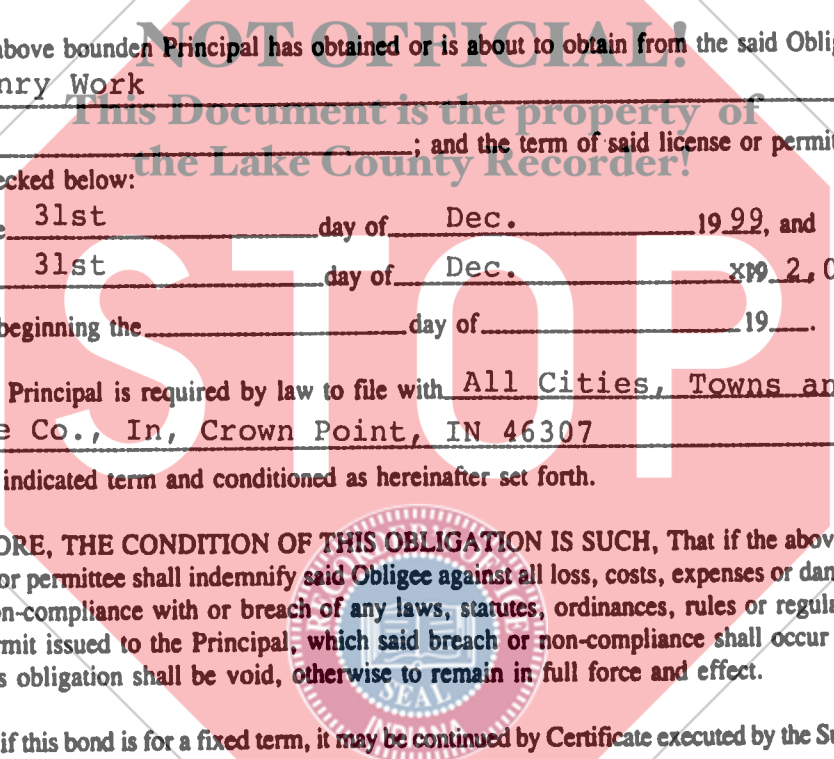 NOT OFFICIAL!
above bounden Principal has obtained or is about to obtain from the said Oblig
nry Work
This Document is the property of
; and the term of said license or permit
the Lake County Recorder!
ecked below:
e 31st day of Dec. 1999, and
31st day of Dec. x19 2,0
beginning the day of 19 .
Principal is required by law to file with All Cities, Towns an
e Co., In, Crown Point, IN 46307
indicated term and conditioned as hereinafter set forth.
ORE, THE CONDITION OF THIS OBLIGATION IS SUCH, That if the above
or permittee shall indemnify said Obligee against all loss, costs, expenses or dam
on-compliance with or breach of any laws, statutes, ordinances, rules or regula
rmit issued to the Principal, which said breach or non-compliance shall occur
s obligation shall be void, otherwise to remain in full force and effect.
if this bond is for a fixed term, it may be continued by Certificate executed by the Su
STOP
SEAL
INDIANA